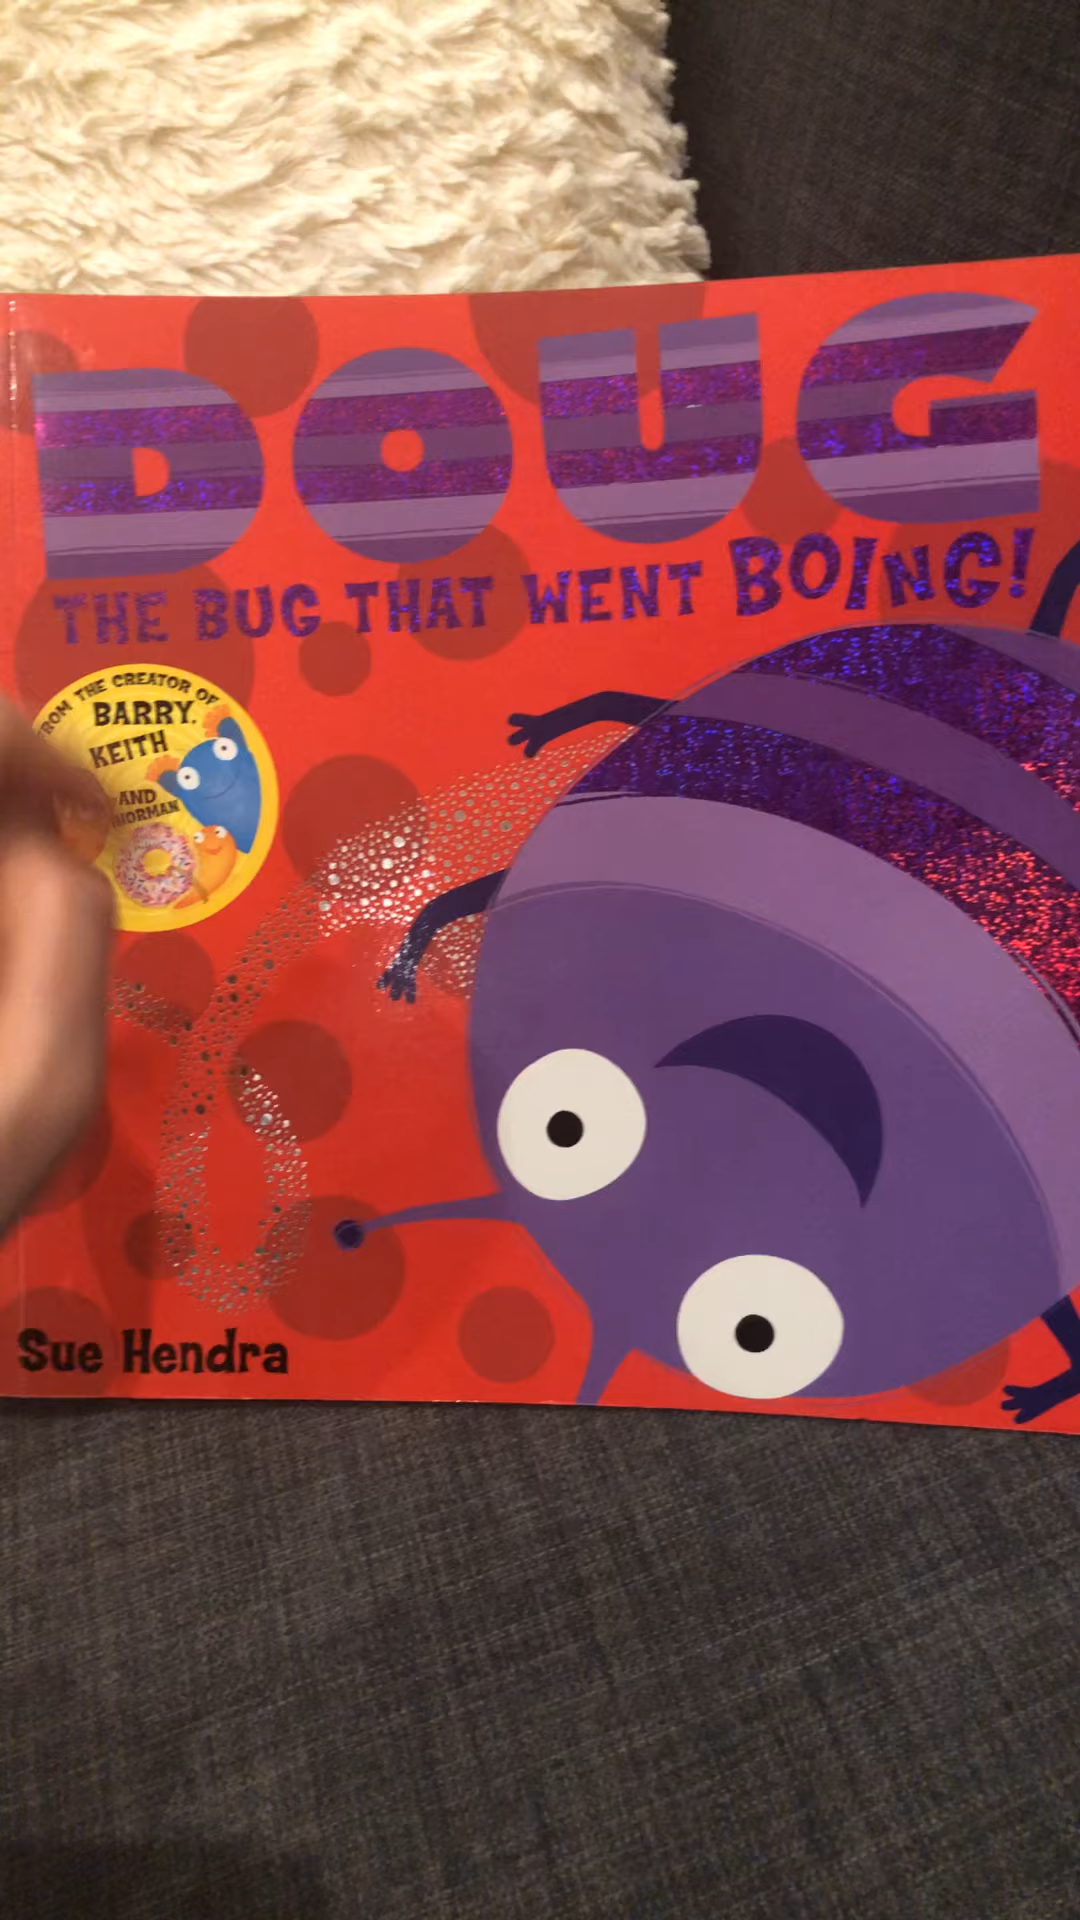 DOUG
THE BUG THAT WENT BOING!
FROM THE CREATOR OF
BARRY,
KEITH
AND
NORMAN
Sue Hendra